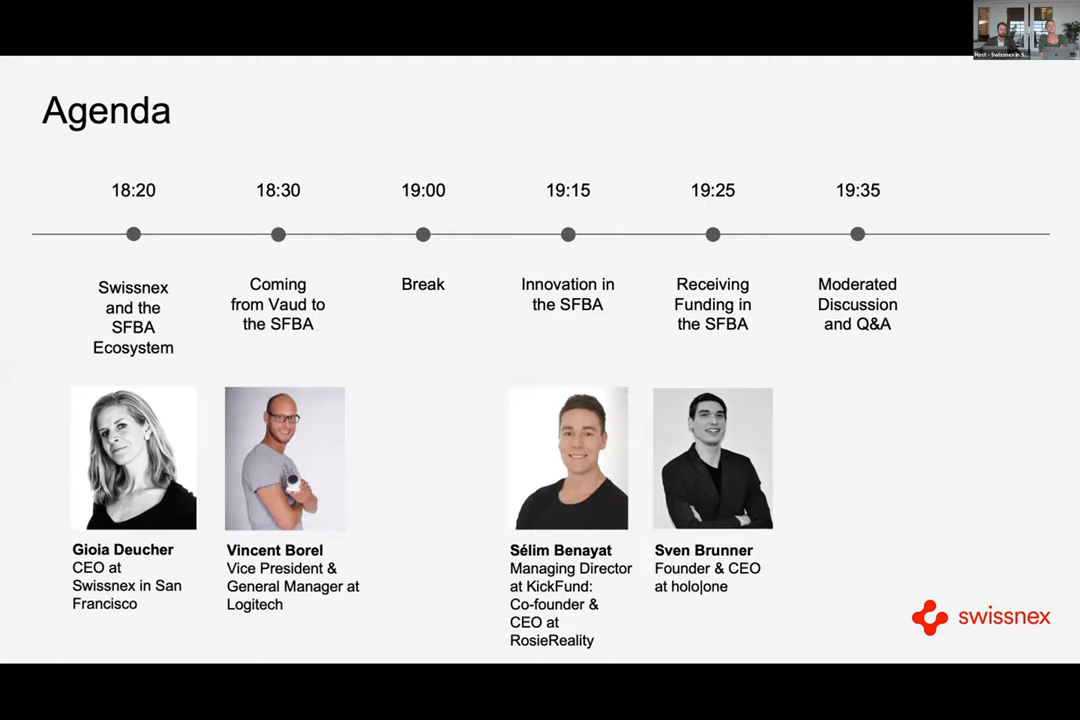 Host - Swissnex in S...
Agenda
18:20
18:30
19:00
19:15
19:25
19:35
Swissnex
and the
SFBA
Ecosystem
Coming
from Vaud to
the SFBA
Break
Innovation in
the SFBA
Receiving
Funding in
the SFBA
Moderated
Discussion
and Q&A
Gioia Deucher
CEO at
Swissnex in San
Francisco
Vincent Borel
Vice President &
General Manager at
Logitech
Sélim Benayat
Managing Director
at KickFund:
Co-founder &
CEO at
RosieReality
Sven Brunner
Founder & CEO
at holo|one
swissnex